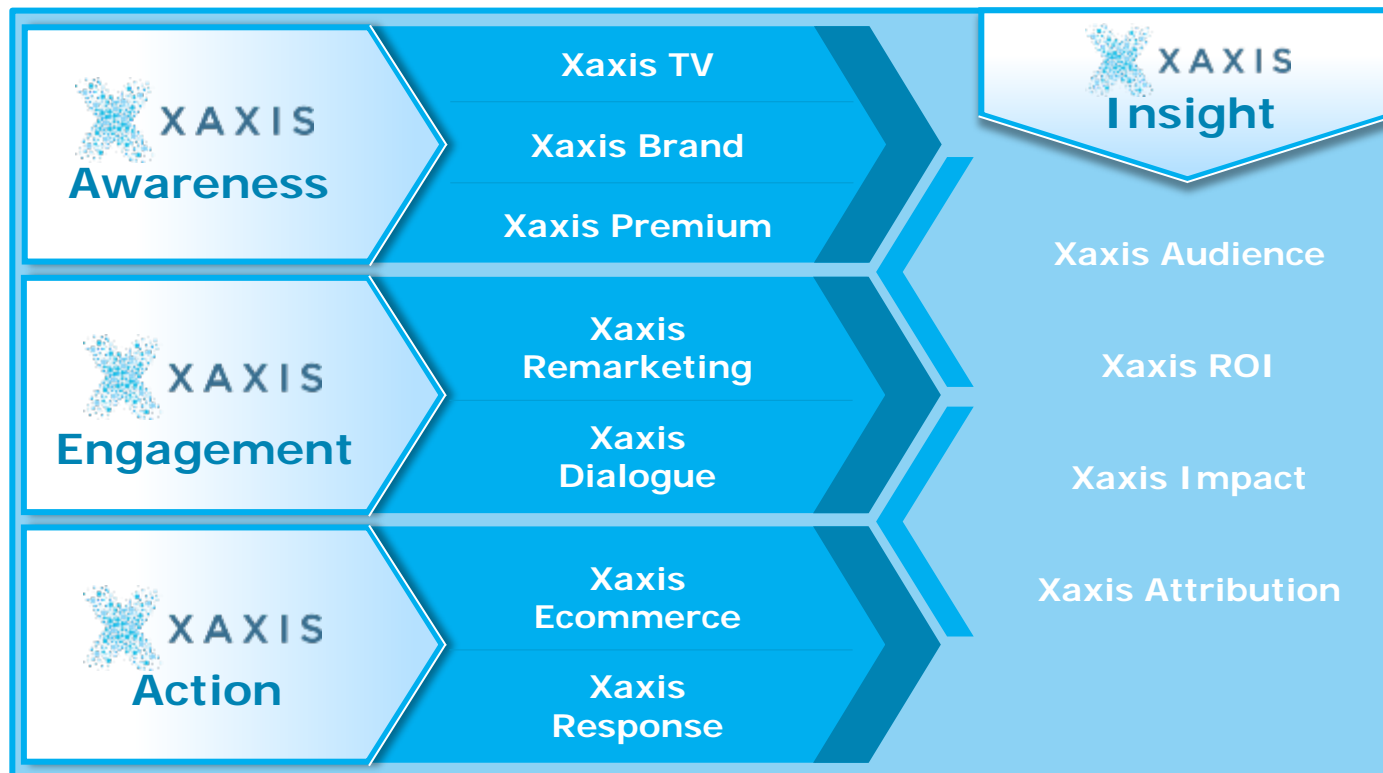 XAXIS
Awareness
Xaxis TV
Xaxis Brand
Xaxis Premium
XAXIS
Engagement
Xaxis
Remarketing
Xaxis
Dialogue
XAXIS
Action
Xaxis
Ecommerce
Xaxis
Response
XAXIS
Insight
Xaxis Audience
Xaxis ROI
Xaxis Impact
Xaxis Attribution